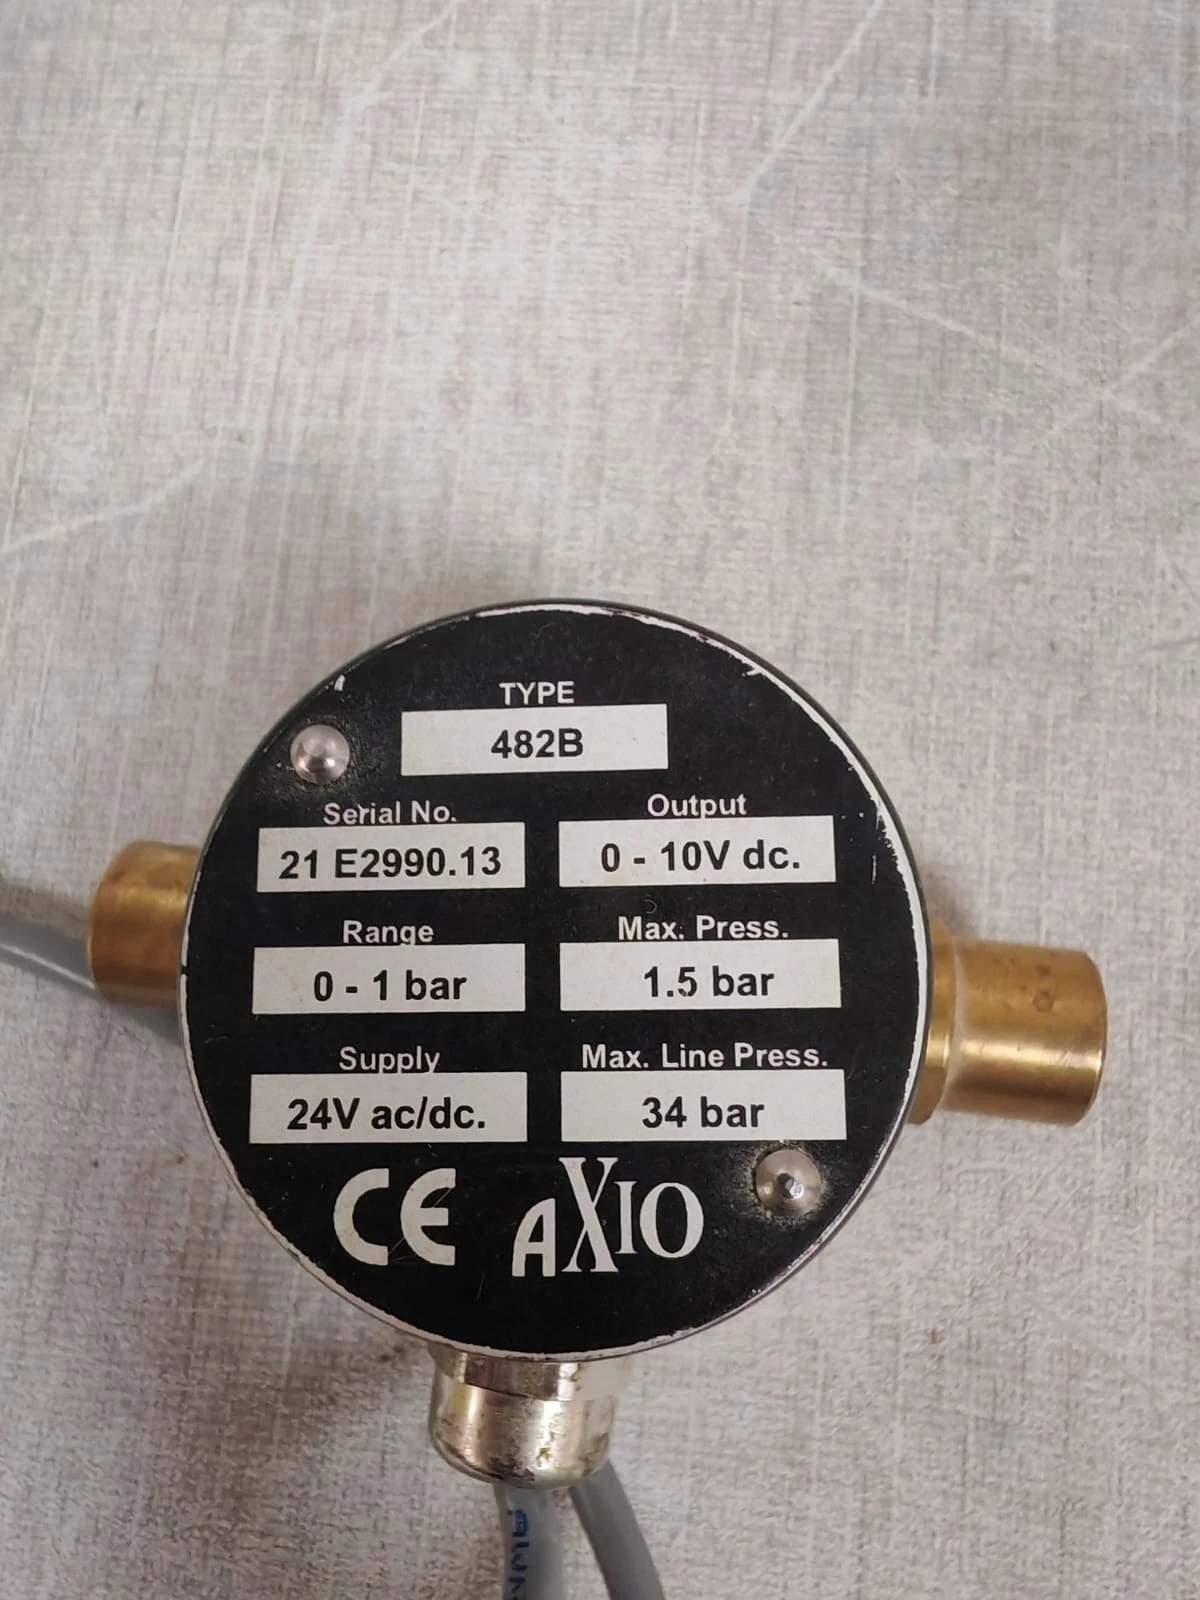 TYPE
482B
Serial No. Output
21 E2990.13 0 - 10V dc.
Range Max. Press.
0 - 1 bar 1.5 bar
Supply Max. Line Press.
24V ac/dc. 34 bar
CE AXIO